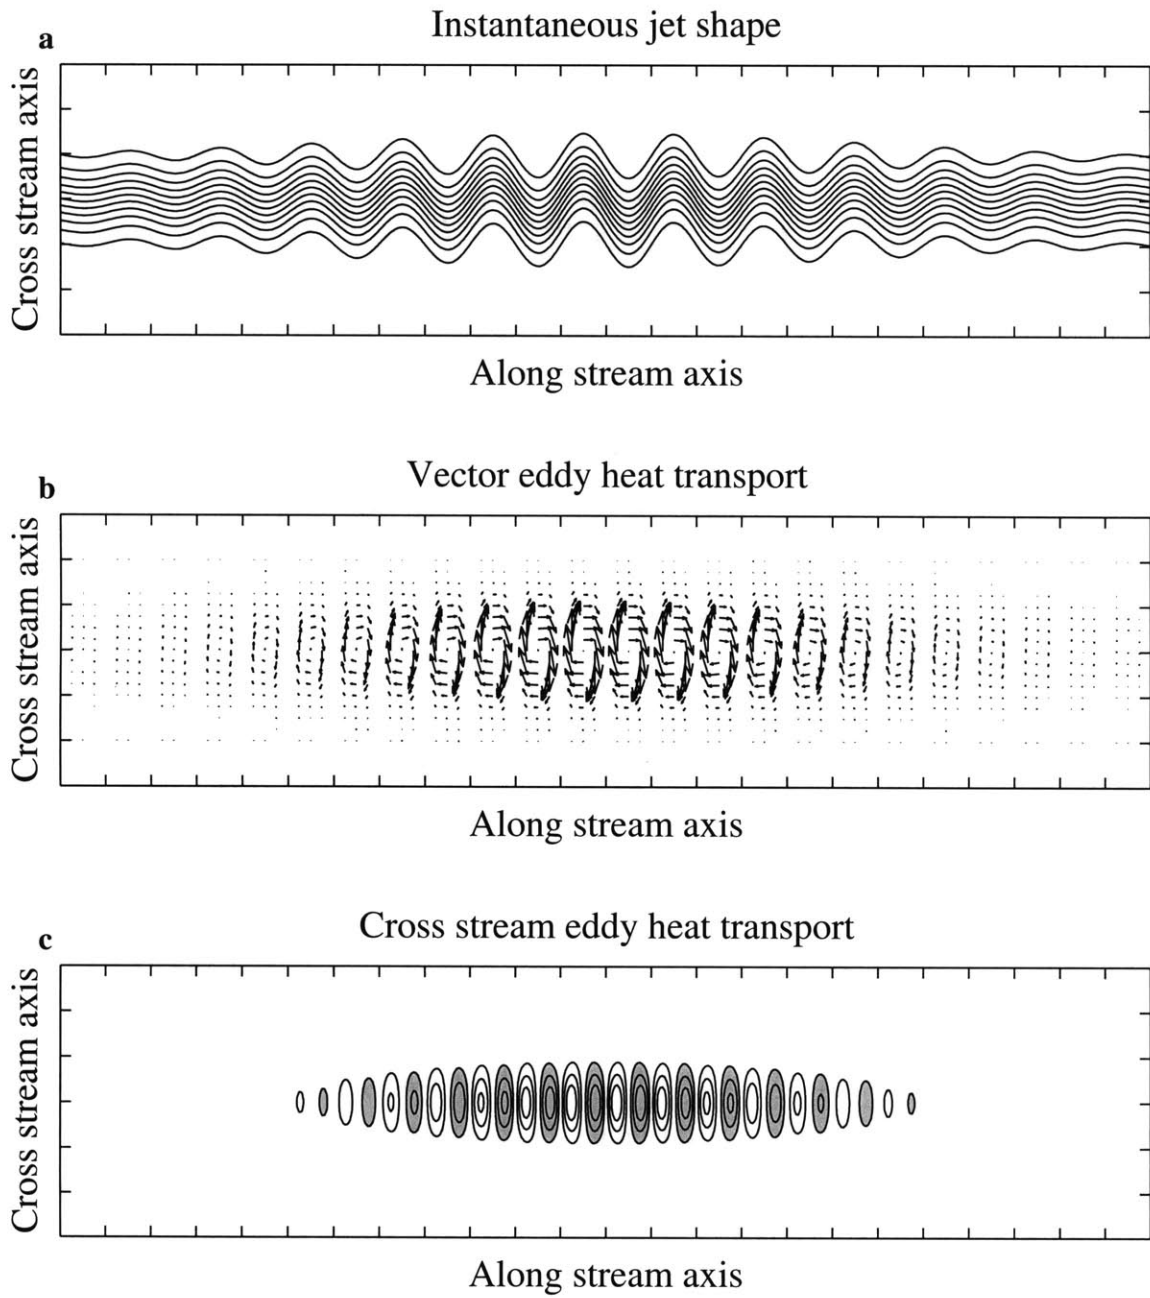 a
Instantaneous jet shape
Cross stream axis
Along stream axis
b
Vector eddy heat transport
Cross stream axis
Along stream axis
c
Cross stream eddy heat transport
Cross stream axis
Along stream axis